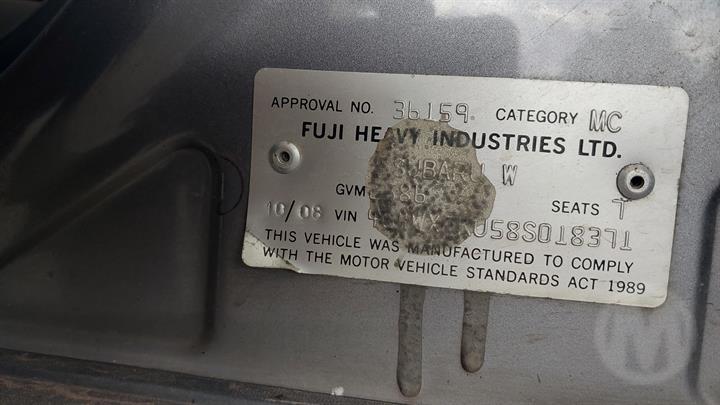 APPROVAL NO. 36159 CATEGORY MC
FUJI HEAVY INDUSTRIES LTD.
SUBARU W
GVM SEATS 7
10/08 VIN
THIS VEHICLE WAS MANUFACTURED TO COMPLY
WITH THE MOTOR VEHICLE STANDARDS ACT 1989
M